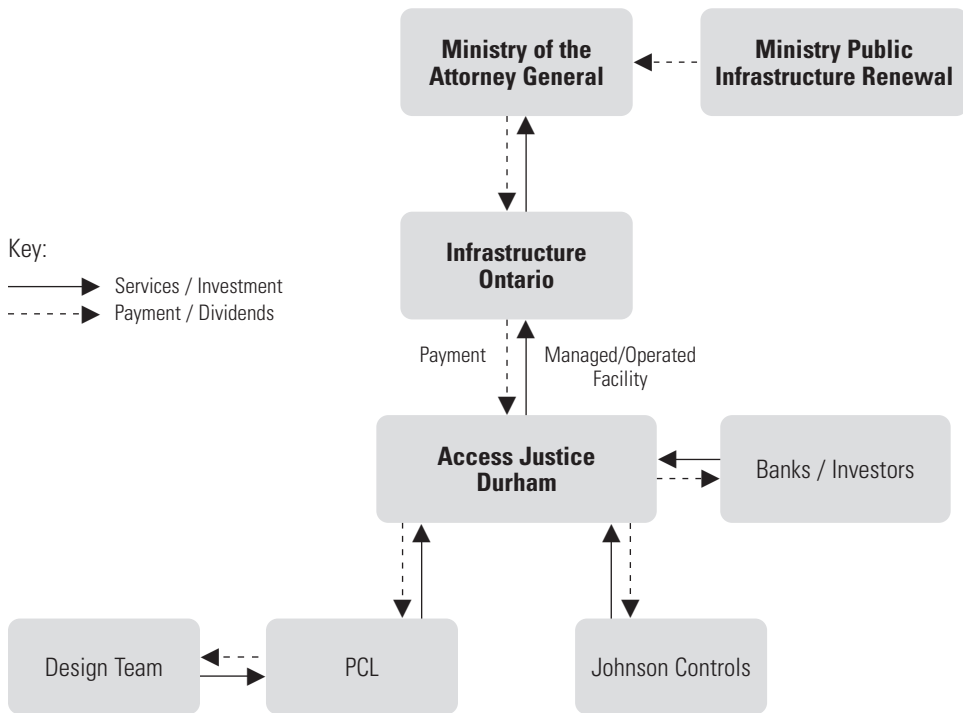 Ministry of the
Attorney General
Ministry Public
Infrastructure Renewal
Infrastructure
Ontario
Key:
Services / Investment
Payment / Dividends
Payment
Managed/Operated
Facility
Access Justice
Durham
Banks / Investors
Design Team
PCL
Johnson Controls